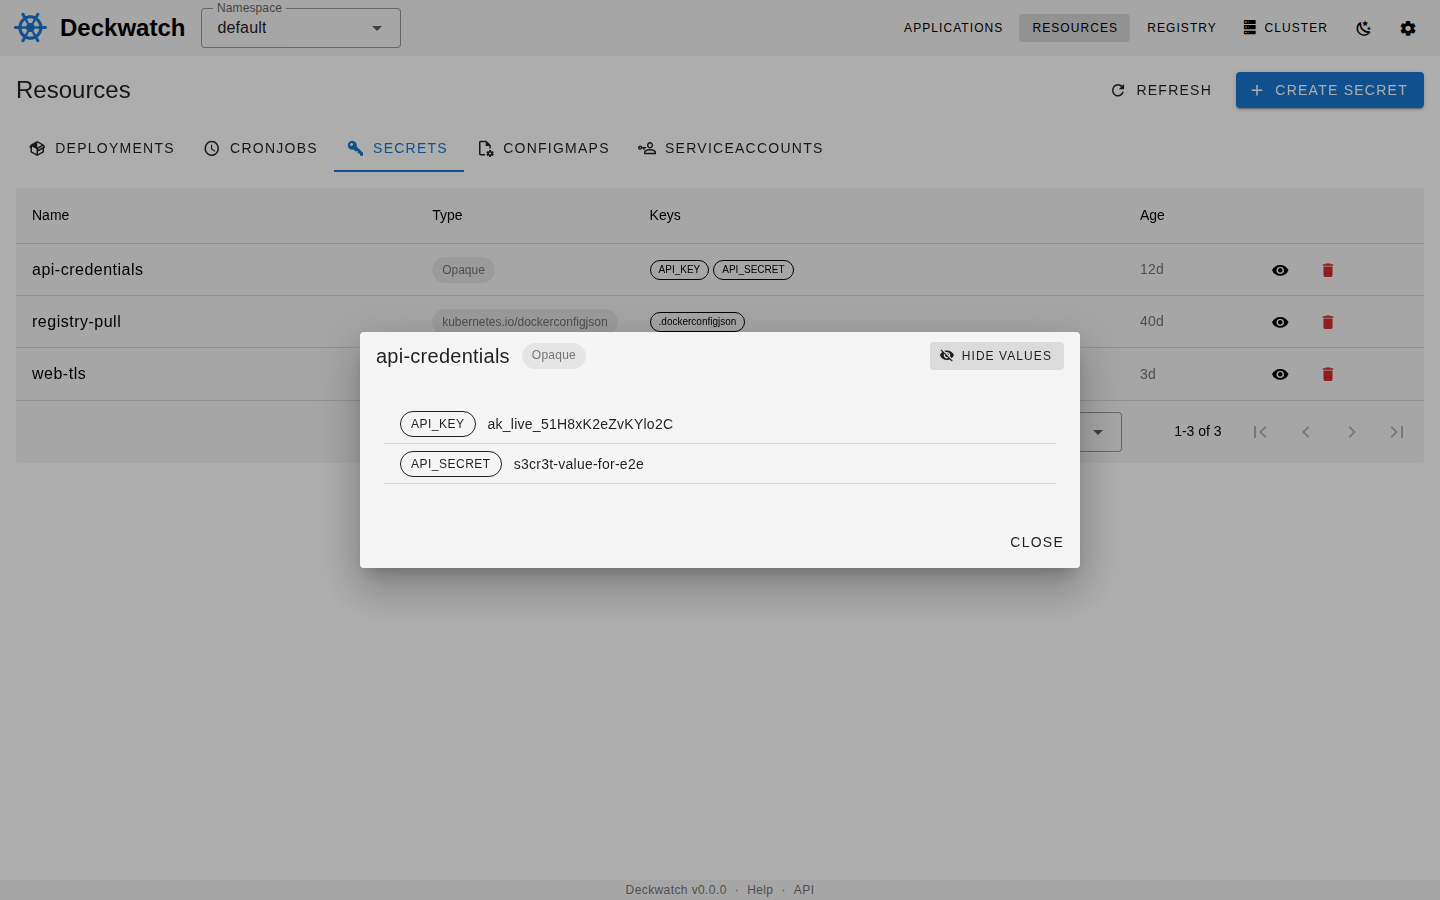 Deckwatch
Namespace
default
APPLICATIONS RESOURCES REGISTRY CLUSTER
Resources
REFRESH CREATE SECRET
DEPLOYMENTS CRONJOBS SECRETS CONFIGMAPS SERVICEACCOUNTS
Name Type Keys Age
api-credentials Opaque API_KEY API_SECRET 12d
registry-pull kubernetes.io/dockerconfigjson .dockerconfigjson 40d
web-tls 3d
1-3 of 3
api-credentials Opaque HIDE VALUES
API_KEY ak_live_51H8xK2eZvKYlo2C
API_SECRET s3cr3t-value-for-e2e
CLOSE
Deckwatch v0.0.0 · Help · API